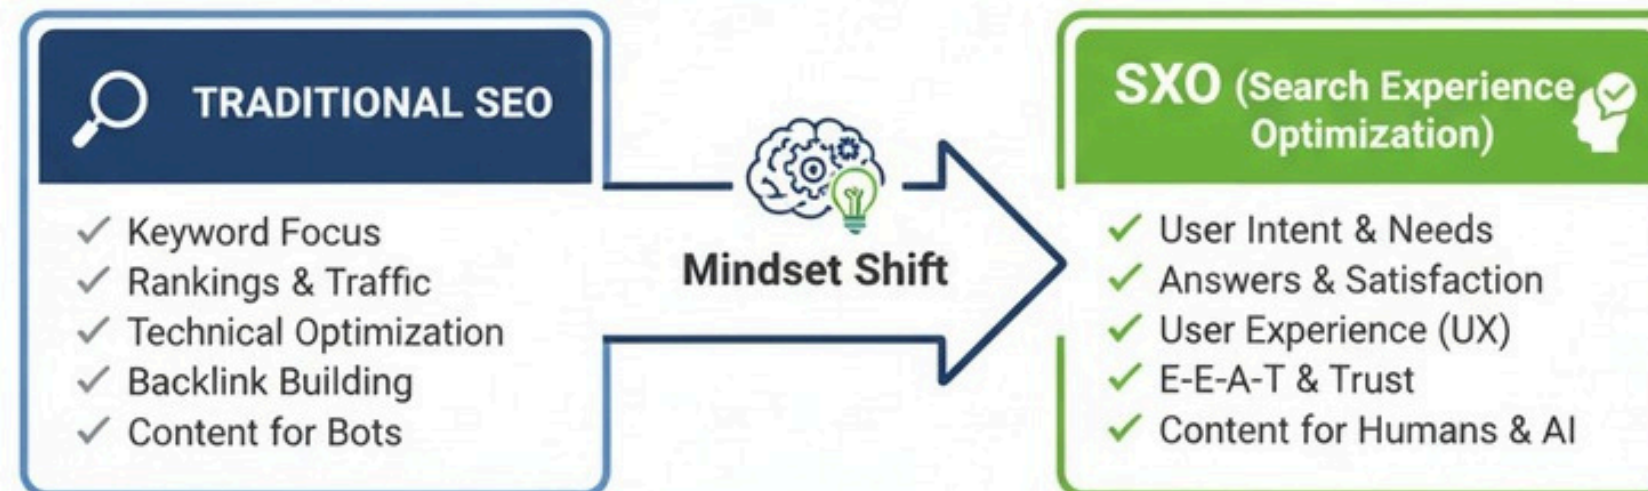 TRADITIONAL SEO
Keyword Focus
Rankings & Traffic
Technical Optimization
Backlink Building
Content for Bots
Mindset Shift
SXO (Search Experience
Optimization)
User Intent & Needs
Answers & Satisfaction
User Experience (UX)
E-E-A-T & Trust
Content for Humans & AI